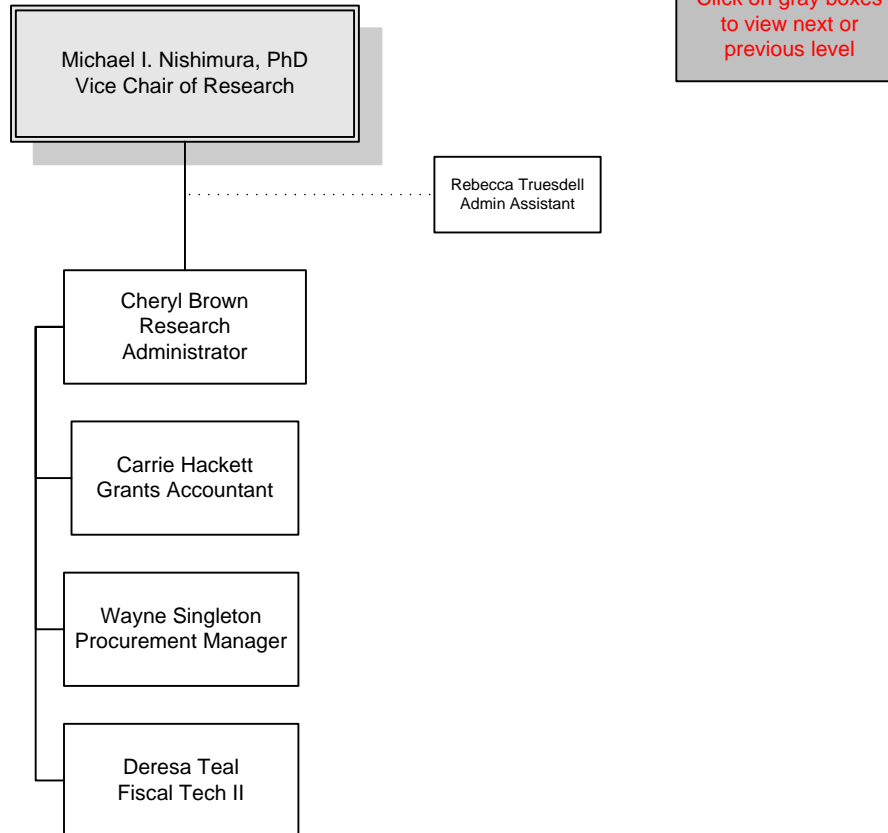 Click on gray boxes
to view next or
previous level
Michael I. Nishimura, PhD
Vice Chair of Research
Rebecca Truesdell
Admin Assistant
Cheryl Brown
Research
Administrator
Carrie Hackett
Grants Accountant
Wayne Singleton
Procurement Manager
Deresa Teal
Fiscal Tech II